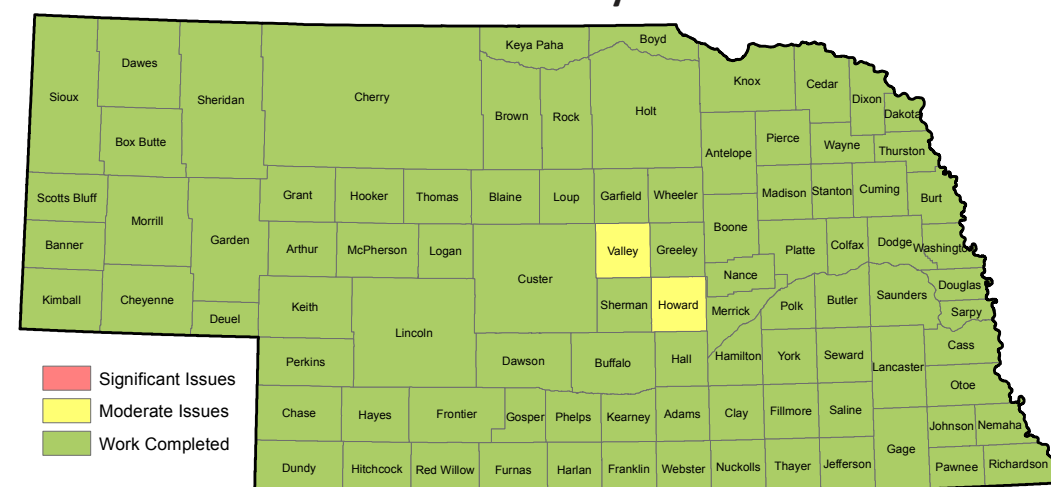 Keya Paha
Boyd
Dawes
Knox
Cedar
Sioux
Sheridan
Cherry
Dixon
Holt
Brown
Rock
Dakota
Box Butte
Pierce
Wayne
Antelope
Thurston
Scotts Bluff
Grant
Hooker
Thomas
Blaine
Loup
Garfield
Wheeler
Madison
Stanton
Cuming
Burt
Morrill
Boone
Banner
Garden
Arthur
McPherson
Logan
Valley
Greeley
Platte
Colfax
Dodge
Washington
Custer
Nance
Kimball
Cheyenne
Keith
Sherman
Howard
Merrick
Polk
Butler
Saunders
Douglas
Deuel
Sarpy
Lincoln
Perkins
Dawson
Buffalo
Hall
Hamilton
York
Seward
Lancaster
Cass
Otoe
Significant Issues
Moderate Issues
Work Completed
Chase
Hayes
Frontier
Gosper
Phelps
Kearney
Adams
Clay
Fillmore
Saline
Johnson
Nemaha
Gage
Dundy
Hitchcock
Red Willow
Furnas
Harlan
Franklin
Webster
Nuckolls
Thayer
Jefferson
Pawnee
Richardson